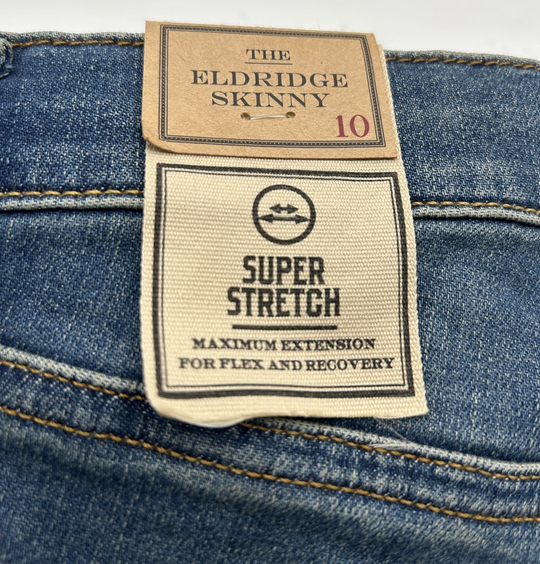 THE
ELDRIDGE
SKINNY
10
SUPER
STRETCH
MAXIMUM EXTENSION
FOR FLEX AND RECOVERY